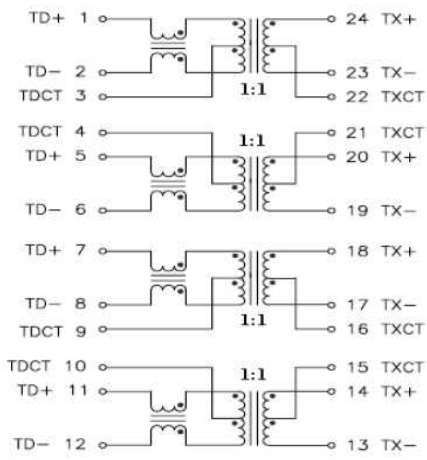 TD+ 1 24 TX+
TD− 2 23 TX−
TDCT 3 1:1 22 TXCT
TDCT 4 1:1 21 TXCT
TD+ 5 20 TX+
TD− 6 19 TX−
TD+ 7 18 TX+
TD− 8 17 TX−
TDCT 9 1:1 16 TXCT
TDCT 10 1:1 15 TXCT
TD+ 11 14 TX+
TD− 12 13 TX−